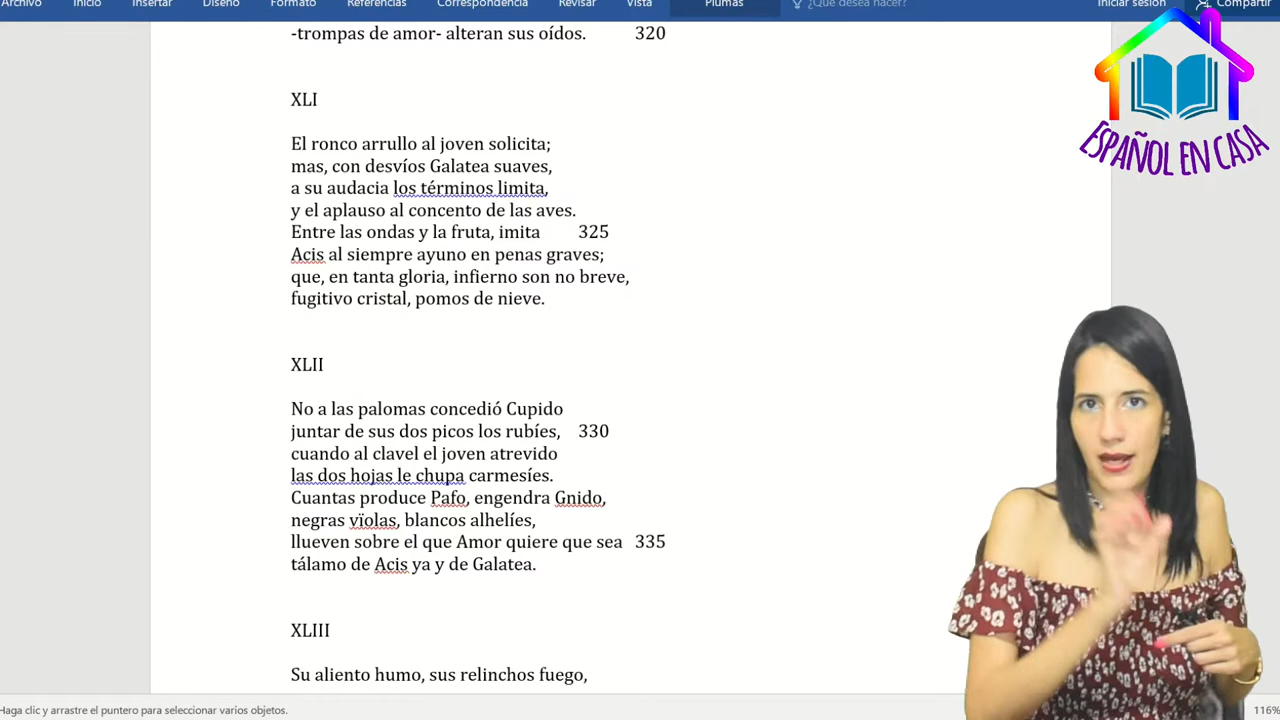 Archivo Inicio Insertar Diseño Formato Referencias Correspondencia Revisar Vista Plumas ¿Qué desea hacer? Iniciar sesión Compartir
-trompas de amor- alteran sus oídos. 320
XLI
El ronco arrullo al joven solicita;
mas, con desvíos Galatea suaves,
a su audacia los términos limita,
y el aplauso al concento de las aves.
Entre las ondas y la fruta, imita 325
Acis al siempre ayuno en penas graves;
que, en tanta gloria, infierno son no breve,
fugitivo cristal, pomos de nieve.
XLII
No a las palomas concedió Cupido
juntar de sus dos picos los rubíes, 330
cuando al clavel el joven atrevido
las dos hojas le chupa carmesíes.
Cuantas produce Pafo, engendra Gnido,
negras vïolas, blancos alhelíes,
llueven sobre el que Amor quiere que sea 335
tálamo de Acis ya y de Galatea.
XLIII
Su aliento humo, sus relinchos fuego,
Haga clic y arrastre el puntero para seleccionar varios objetos. 116%
ESPAÑOL EN CASA